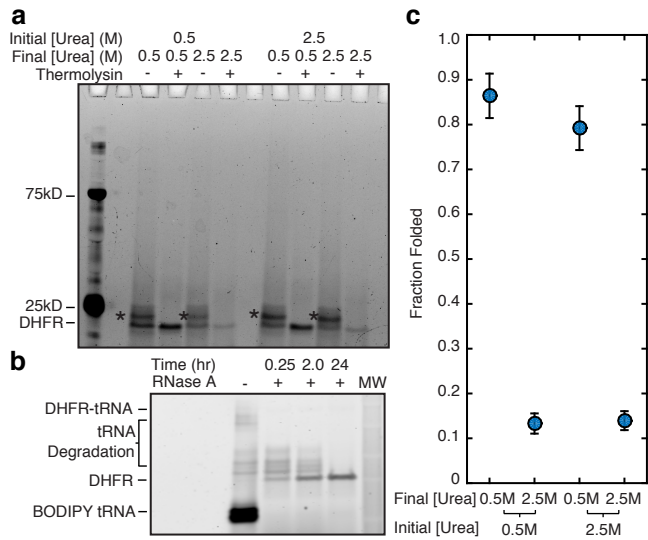 a
Initial [Urea] (M) 0.5 2.5
Final [Urea] (M) 0.5 0.5 2.5 2.5 0.5 0.5 2.5 2.5
Thermolysin - + - + - + - +
75kD
25kD
DHFR
* * * *
b
Time (hr) 0.25 2.0 24
RNase A - + + + MW
DHFR-tRNA
tRNA
Degradation
DHFR
BODIPY tRNA
c
1.0
0.9
0.8
0.7
0.6
0.5
0.4
0.3
0.2
0.1
0
Fraction Folded
Final [Urea] 0.5M 2.5M 0.5M 2.5M
Initial [Urea] 0.5M 2.5M